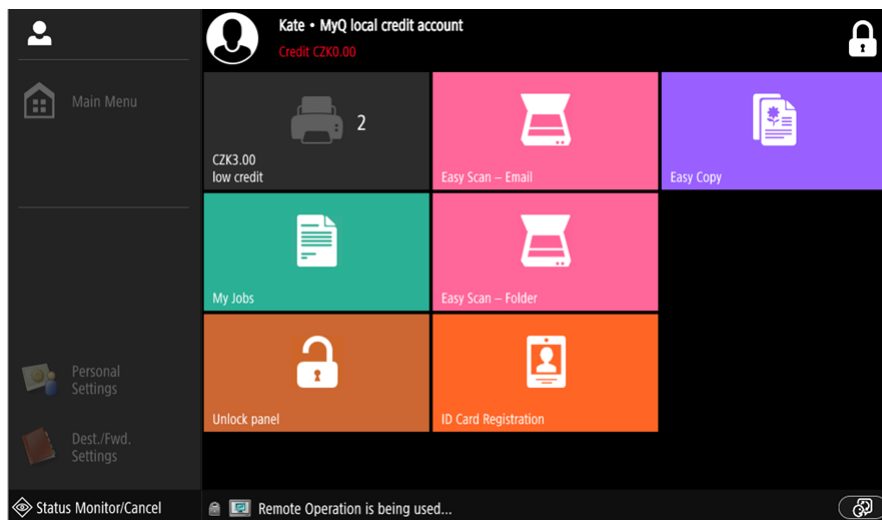 Kate • MyQ local credit account
Credit CZK0.00
Main Menu
2
CZK3.00
low credit
Easy Scan – Email
Easy Copy
My Jobs
Easy Scan – Folder
Personal
Settings
Unlock panel
ID Card Registration
Dest./Fwd.
Settings
Status Monitor/Cancel
Remote Operation is being used...